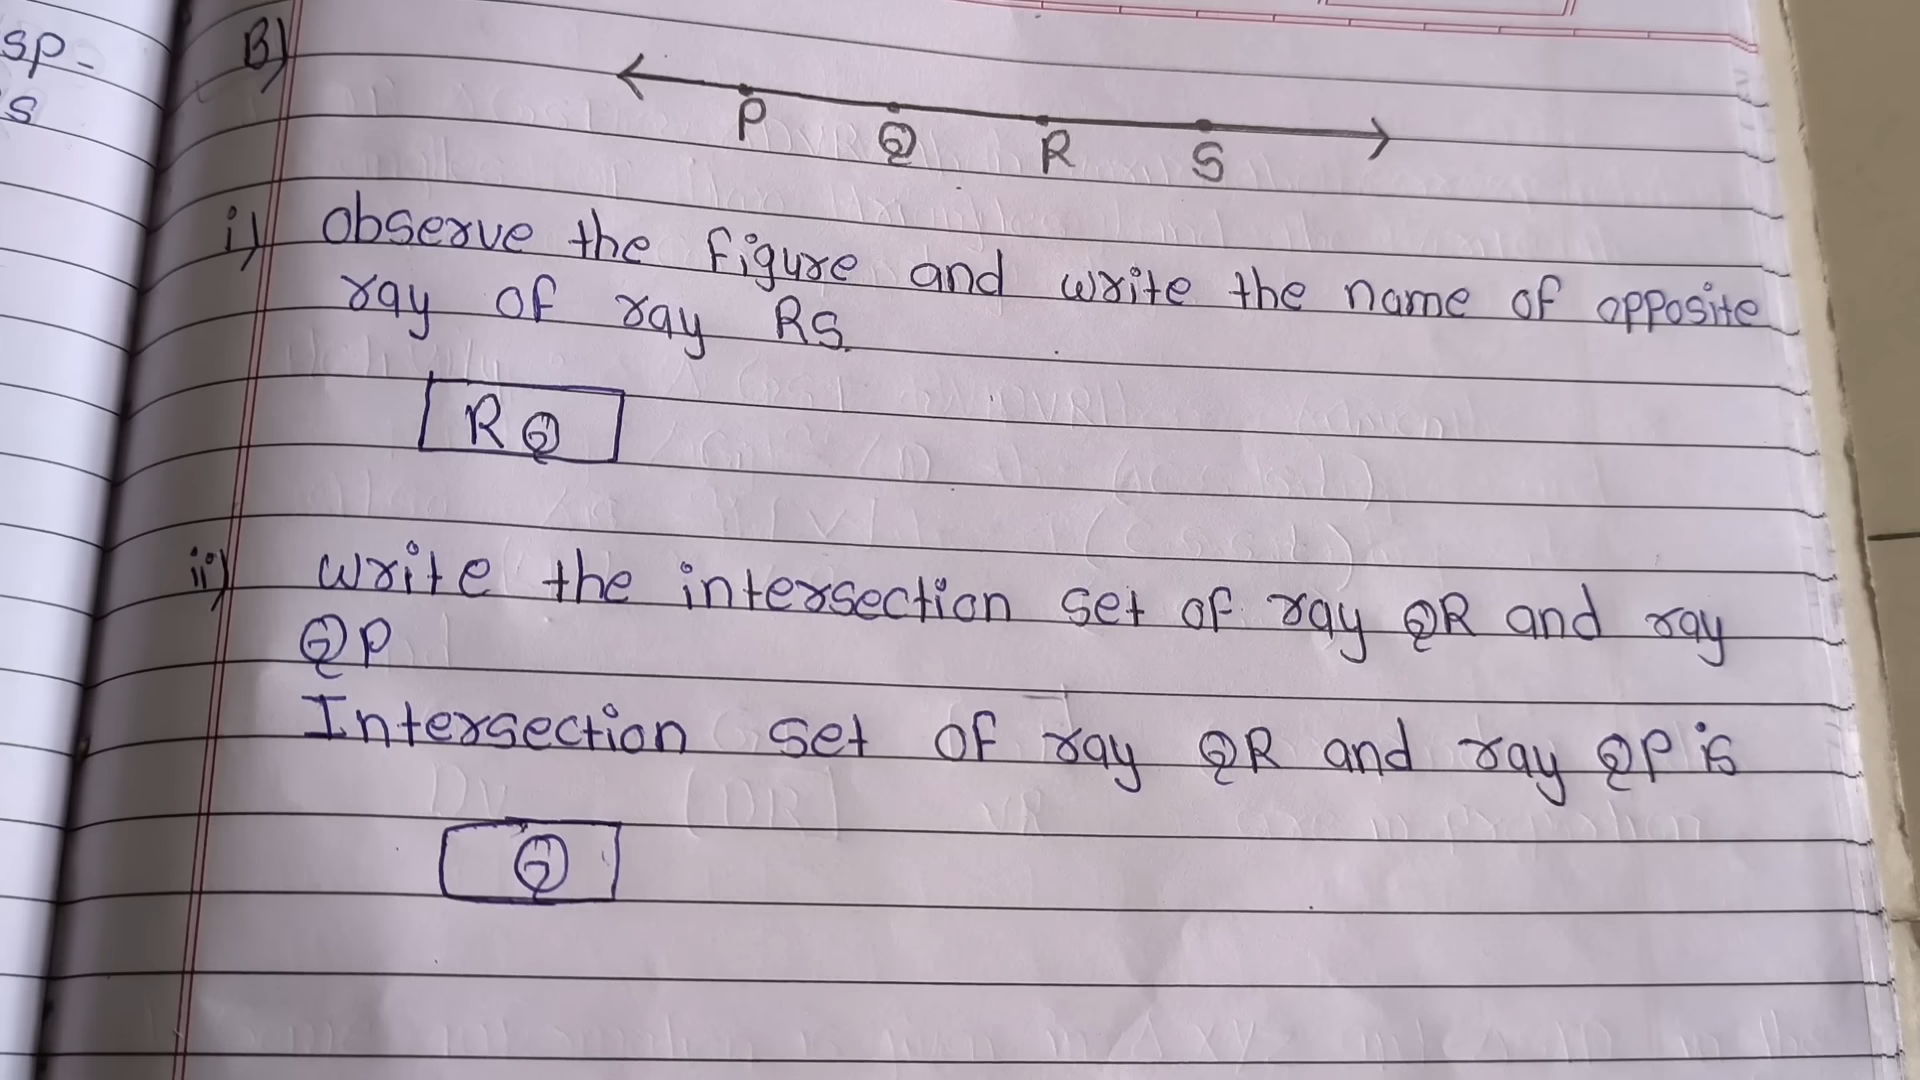 sp-
s
B)
P Q R S
i) observe the figure and write the name of opposite
ray of ray RS.
RQ
ii) write the intersection set of ray QR and ray
QP
Intersection set of ray QR and ray QP is
Q